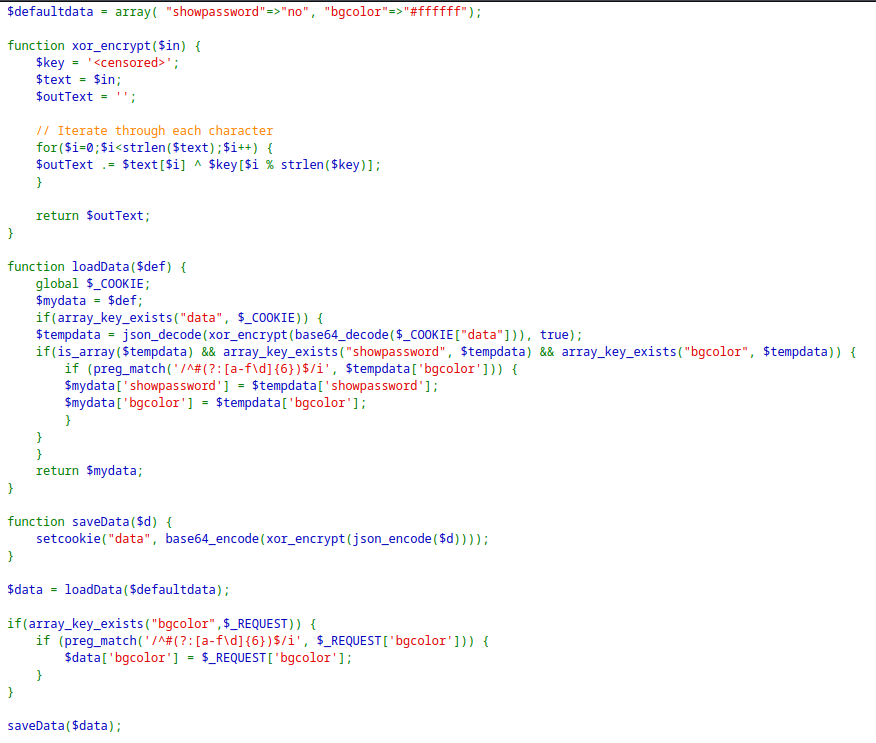 $defaultdata = array( "showpassword"=>"no", "bgcolor"=>"#ffffff");

function xor_encrypt($in) {
    $key = '<censored>';
    $text = $in;
    $outText = '';

    // Iterate through each character
    for($i=0;$i<strlen($text);$i++) {
    $outText .= $text[$i] ^ $key[$i % strlen($key)];
    }

    return $outText;
}

function loadData($def) {
    global $_COOKIE;
    $mydata = $def;
    if(array_key_exists("data", $_COOKIE)) {
    $tempdata = json_decode(xor_encrypt(base64_decode($_COOKIE["data"])), true);
    if(is_array($tempdata) && array_key_exists("showpassword", $tempdata) && array_key_exists("bgcolor", $tempdata)) {
        if (preg_match('/^#(?:[a-f\d]{6})$/i', $tempdata['bgcolor'])) {
        $mydata['showpassword'] = $tempdata['showpassword'];
        $mydata['bgcolor'] = $tempdata['bgcolor'];
        }
    }
    }
    return $mydata;
}

function saveData($d) {
    setcookie("data", base64_encode(xor_encrypt(json_encode($d))));
}

$data = loadData($defaultdata);

if(array_key_exists("bgcolor",$_REQUEST)) {
    if (preg_match('/^#(?:[a-f\d]{6})$/i', $_REQUEST['bgcolor'])) {
        $data['bgcolor'] = $_REQUEST['bgcolor'];
    }
}

saveData($data);